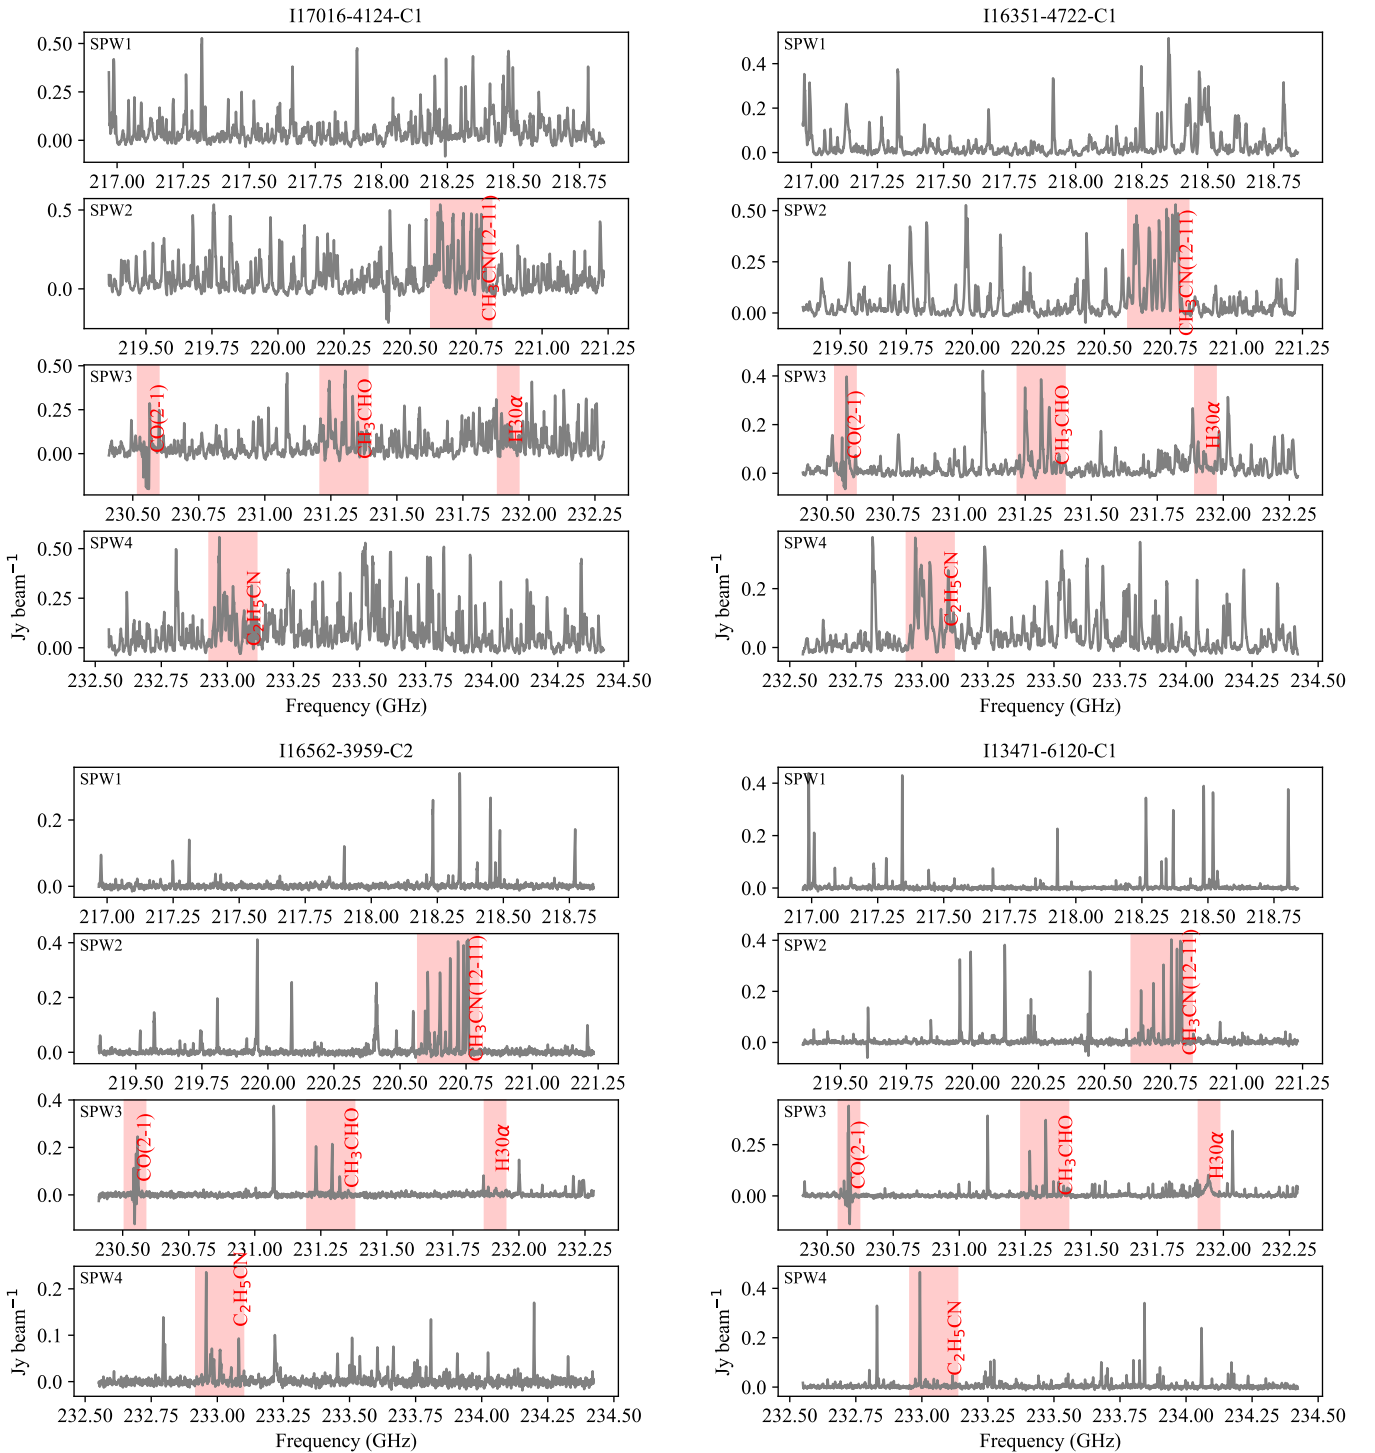 I17016-4124-C1
SPW1
0.50
0.25
0.00
217.00 217.25 217.50 217.75 218.00 218.25 218.50 218.75
SPW2
0.5
0.0
CH₃CN(12-11)
219.50 219.75 220.00 220.25 220.50 220.75 221.00 221.25
SPW3
0.50
0.25
0.00
CO(2-1)
CH₃CHO
H30α
230.50 230.75 231.00 231.25 231.50 231.75 232.00 232.25
SPW4
0.50
0.25
0.00
C₂H₅CN
Jy beam⁻¹
232.50 232.75 233.00 233.25 233.50 233.75 234.00 234.25 234.50
Frequency (GHz)
I16351-4722-C1
SPW1
0.4
0.2
0.0
217.00 217.25 217.50 217.75 218.00 218.25 218.50 218.75
SPW2
0.50
0.25
0.00
CH₃CN(12-11)
219.50 219.75 220.00 220.25 220.50 220.75 221.00 221.25
SPW3
0.4
0.2
0.0
CO(2-1)
CH₃CHO
H30α
230.50 230.75 231.00 231.25 231.50 231.75 232.00 232.25
SPW4
0.2
0.0
C₂H₅CN
Jy beam⁻¹
232.50 232.75 233.00 233.25 233.50 233.75 234.00 234.25 234.50
Frequency (GHz)
I16562-3959-C2
SPW1
0.2
0.0
217.00 217.25 217.50 217.75 218.00 218.25 218.50 218.75
SPW2
0.4
0.2
0.0
CH₃CN(12-11)
219.50 219.75 220.00 220.25 220.50 220.75 221.00 221.25
SPW3
0.4
0.2
0.0
CO(2-1)
CH₃CHO
H30α
230.50 230.75 231.00 231.25 231.50 231.75 232.00 232.25
SPW4
0.2
0.1
0.0
C₂H₅CN
Jy beam⁻¹
232.50 232.75 233.00 233.25 233.50 233.75 234.00 234.25 234.50
Frequency (GHz)
I13471-6120-C1
SPW1
0.4
0.2
0.0
217.00 217.25 217.50 217.75 218.00 218.25 218.50 218.75
SPW2
0.4
0.2
0.0
CH₃CN(12-11)
219.50 219.75 220.00 220.25 220.50 220.75 221.00 221.25
SPW3
0.25
0.00
CO(2-1)
CH₃CHO
H30α
230.50 230.75 231.00 231.25 231.50 231.75 232.00 232.25
SPW4
0.4
0.2
0.0
C₂H₅CN
Jy beam⁻¹
232.50 232.75 233.00 233.25 233.50 233.75 234.00 234.25 234.50
Frequency (GHz)